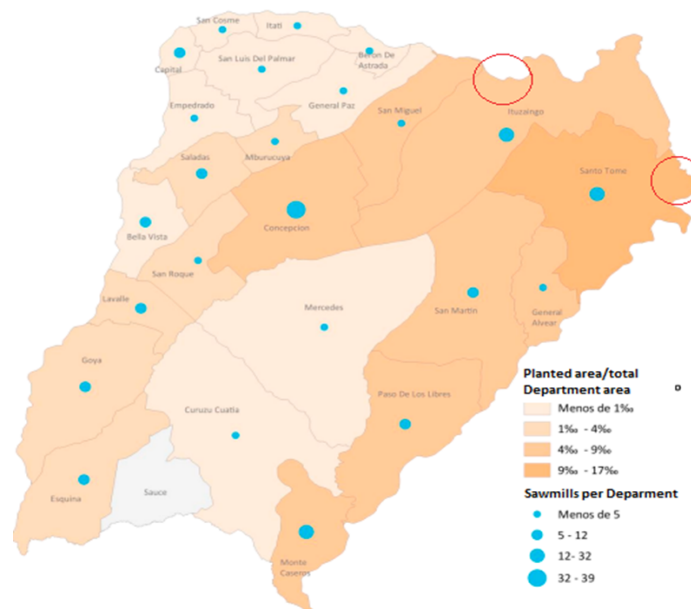 San Cosme
Itati
Capital
San Luis Del Palmar
Beron De
Astrada
Empedrado
General Paz
San Miguel
Ituzaingo
Saladas
Mburucuya
Santo Tome
Concepcion
Bella Vista
San Roque
Lavalle
Mercedes
San Martin
General
Alvear
Goya
Curuzu Cuatia
Paso De Los Libres
Esquina
Sauce
Monte
Caseros
Planted area/total
Department area
Menos de 1‰
1‰ - 4‰
4‰ - 9‰
9‰ - 17‰
Sawmills per Deparment
Menos de 5
5 - 12
12- 32
32 - 39